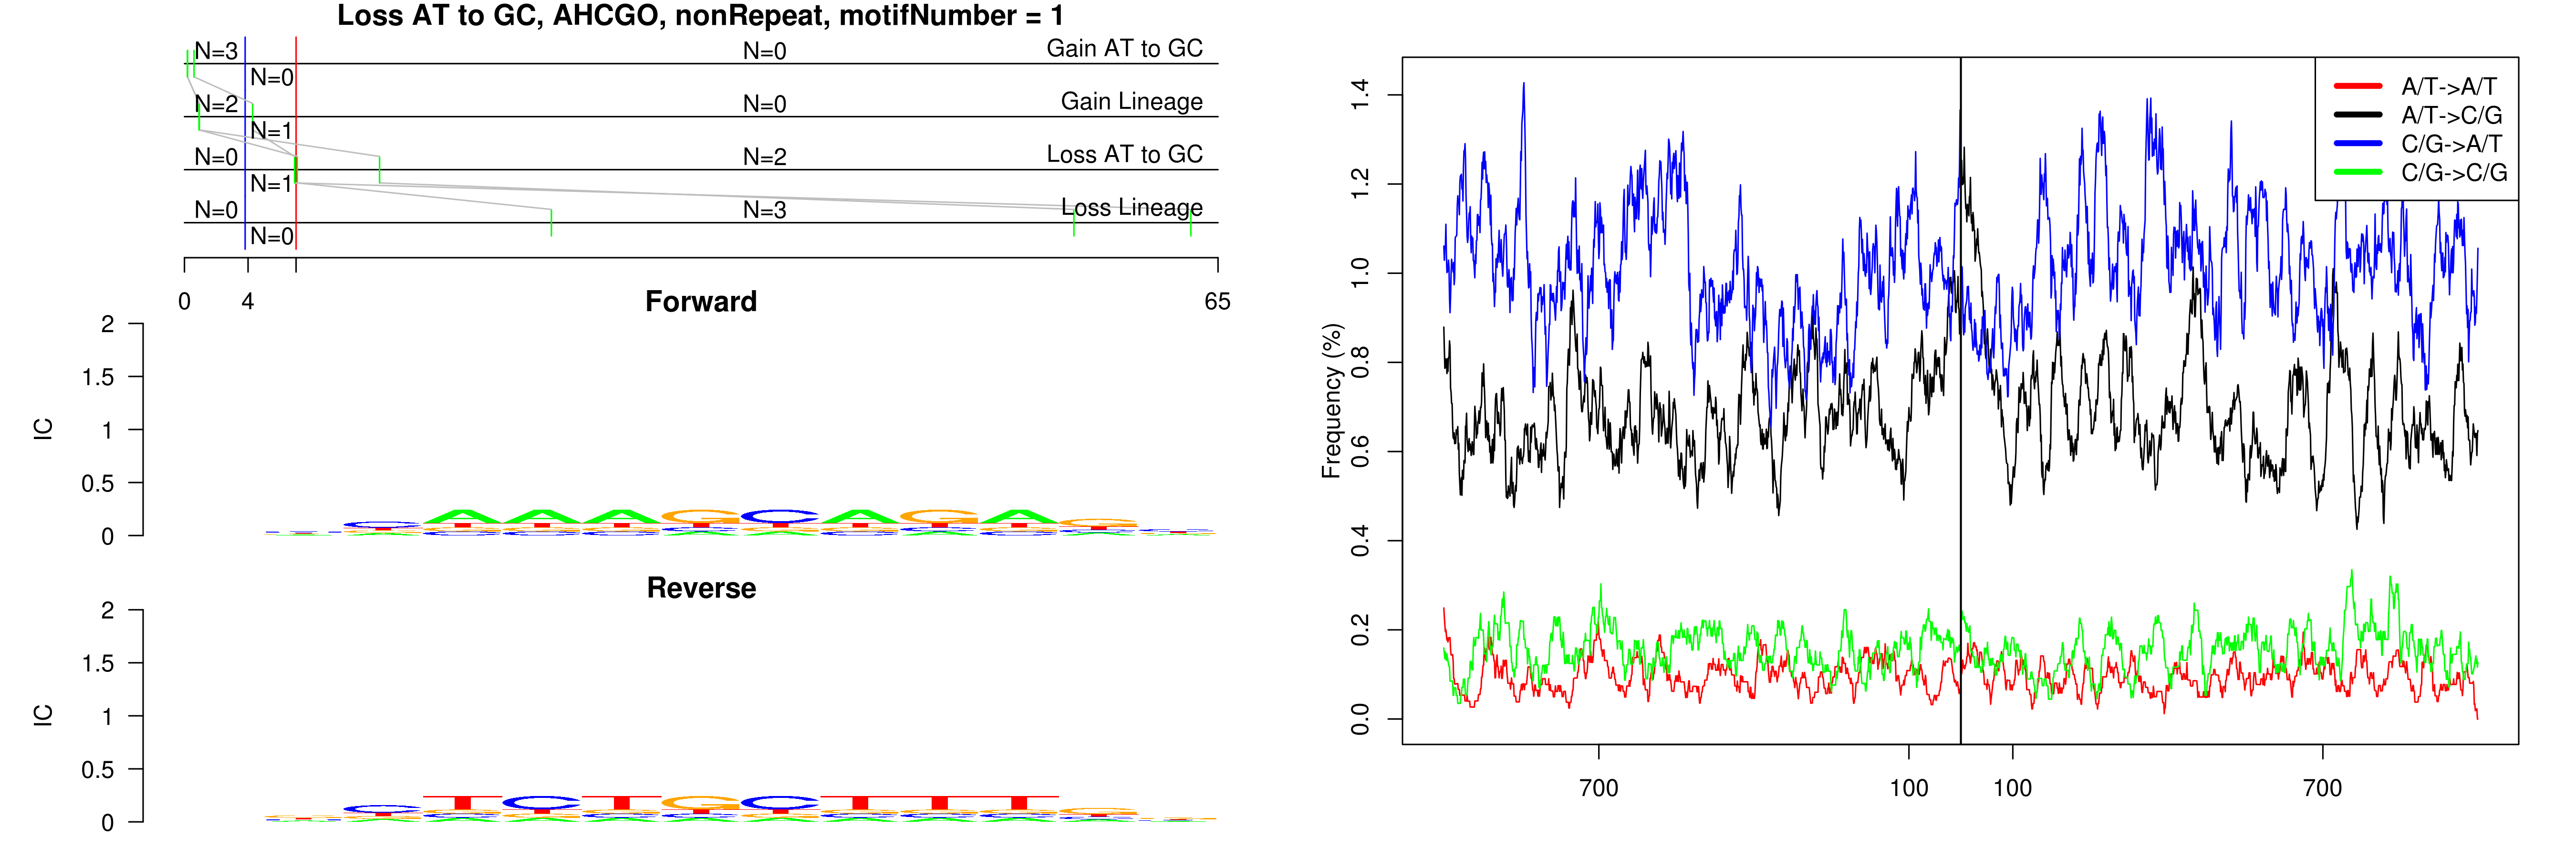 Loss AT to GC, AHCGO, nonRepeat, motifNumber = 1
N=3 N=0 Gain AT to GC
N=0
N=2 N=0 Gain Lineage
N=1
N=0 N=2 Loss AT to GC
N=1
N=0 N=3 Loss Lineage
N=0
0 4 65
Forward
2
1.5
1
0.5
0
IC
C A A A G C A G A G
Reverse
2
1.5
1
0.5
0
IC
C T C T G C T T T G
1.4
1.2
1.0
0.8
0.6
0.4
0.2
0.0
Frequency (%)
A/T->A/T
A/T->C/G
C/G->A/T
C/G->C/G
700 100 100 700